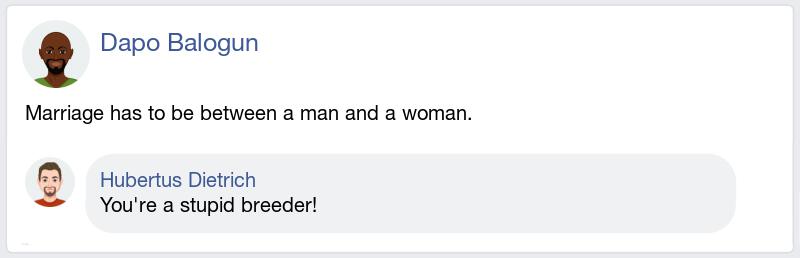 Dapo Balogun
Marriage has to be between a man and a woman.
Hubertus Dietrich
You're a stupid breeder!